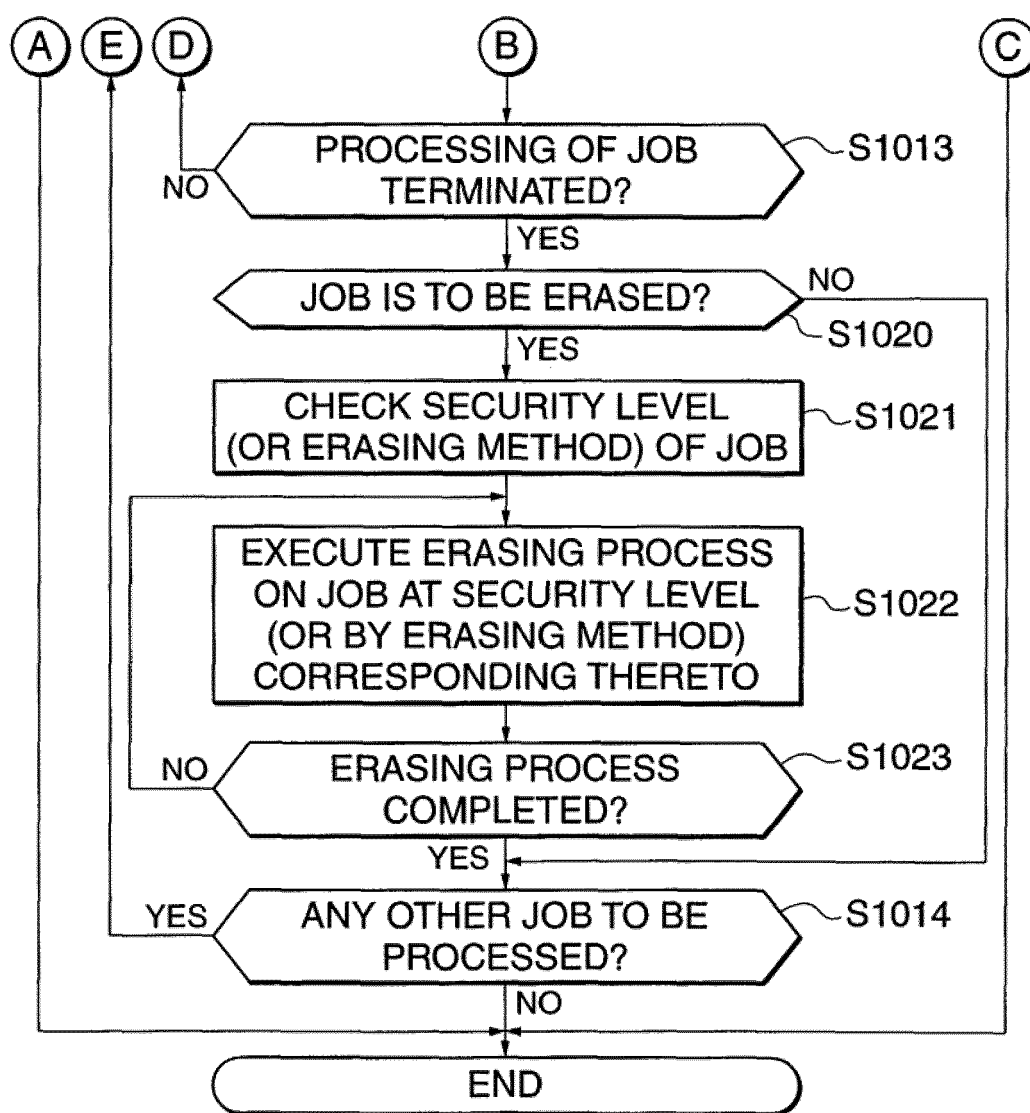 A E D B C
PROCESSING OF JOB
TERMINATED?
S1013
NO
YES
JOB IS TO BE ERASED?
NO
S1020
YES
CHECK SECURITY LEVEL
(OR ERASING METHOD) OF JOB
S1021
EXECUTE ERASING PROCESS
ON JOB AT SECURITY LEVEL
(OR BY ERASING METHOD)
CORRESPONDING THERETO
S1022
NO
ERASING PROCESS
COMPLETED?
S1023
YES
YES
ANY OTHER JOB TO BE
PROCESSED?
S1014
NO
END